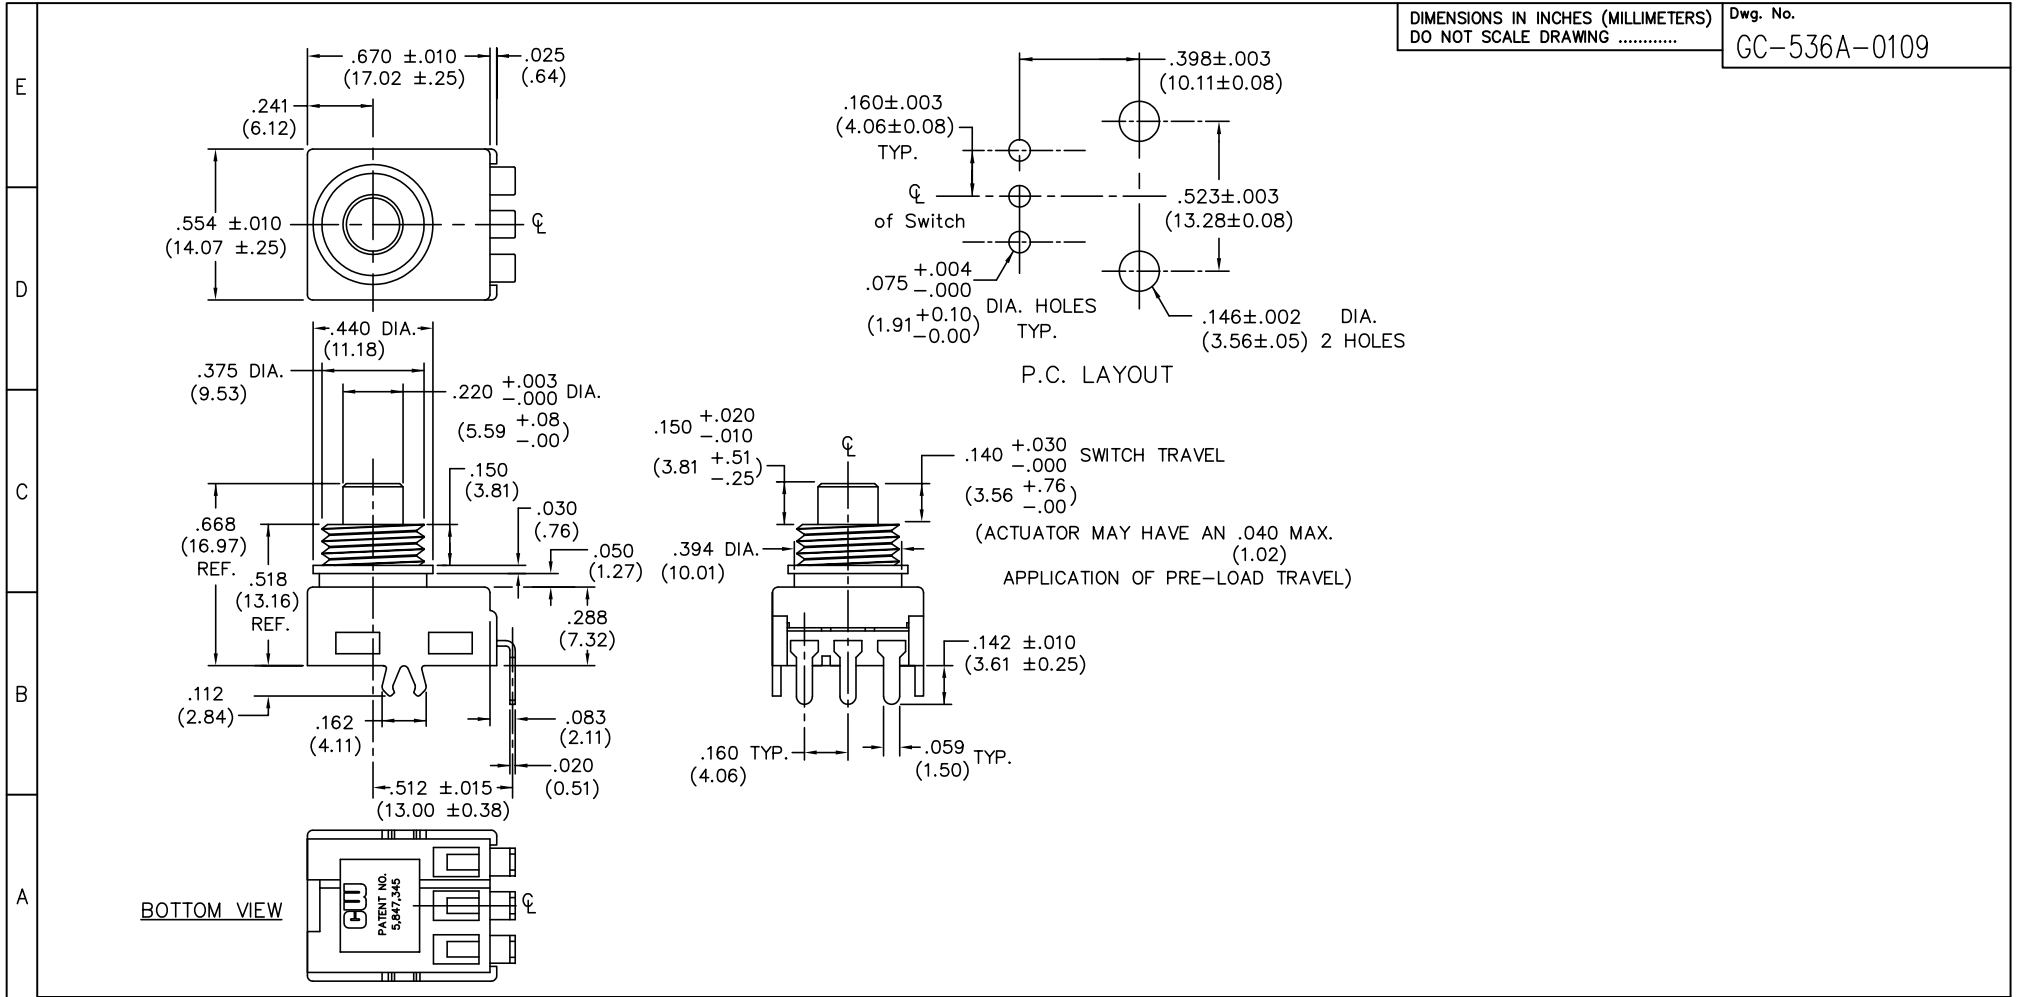 DIMENSIONS IN INCHES (MILLIMETERS)
DO NOT SCALE DRAWING ............
Dwg. No.
GC-536A-0109
E
D
C
B
A
.670 ±.010
(17.02 ±.25)
.025
(.64)
.241
(6.12)
.554 ±.010
(14.07 ±.25)
℄
.440 DIA.
(11.18)
.375 DIA.
(9.53)
.220 +.003 -.000 DIA.
(5.59 +.08 -.00)
.150
(3.81)
.030
(.76)
.050
(1.27)
.668
(16.97)
REF.
.518
(13.16)
REF.
.288
(7.32)
.112
(2.84)
.162
(4.11)
.083
(2.11)
.020
(0.51)
.512 ±.015
(13.00 ±0.38)
.398±.003
(10.11±0.08)
.160±.003
(4.06±0.08)
TYP.
℄
of Switch
.523±.003
(13.28±0.08)
.075 +.004 -.000
(1.91 +0.10 -0.00)
DIA. HOLES
TYP.
.146±.002 DIA.
(3.56±.05) 2 HOLES
P.C. LAYOUT
.150 +.020 -.010
(3.81 +.51 -.25)
℄
.140 +.030 -.000 SWITCH TRAVEL
(3.56 +.76 -.00)
(ACTUATOR MAY HAVE AN .040 MAX.
(1.02)
APPLICATION OF PRE-LOAD TRAVEL)
.394 DIA.
(10.01)
.142 ±.010
(3.61 ±0.25)
.160 TYP.
(4.06)
.059 TYP.
(1.50)
BOTTOM VIEW
CW
PATENT NO.
5,847,345
℄